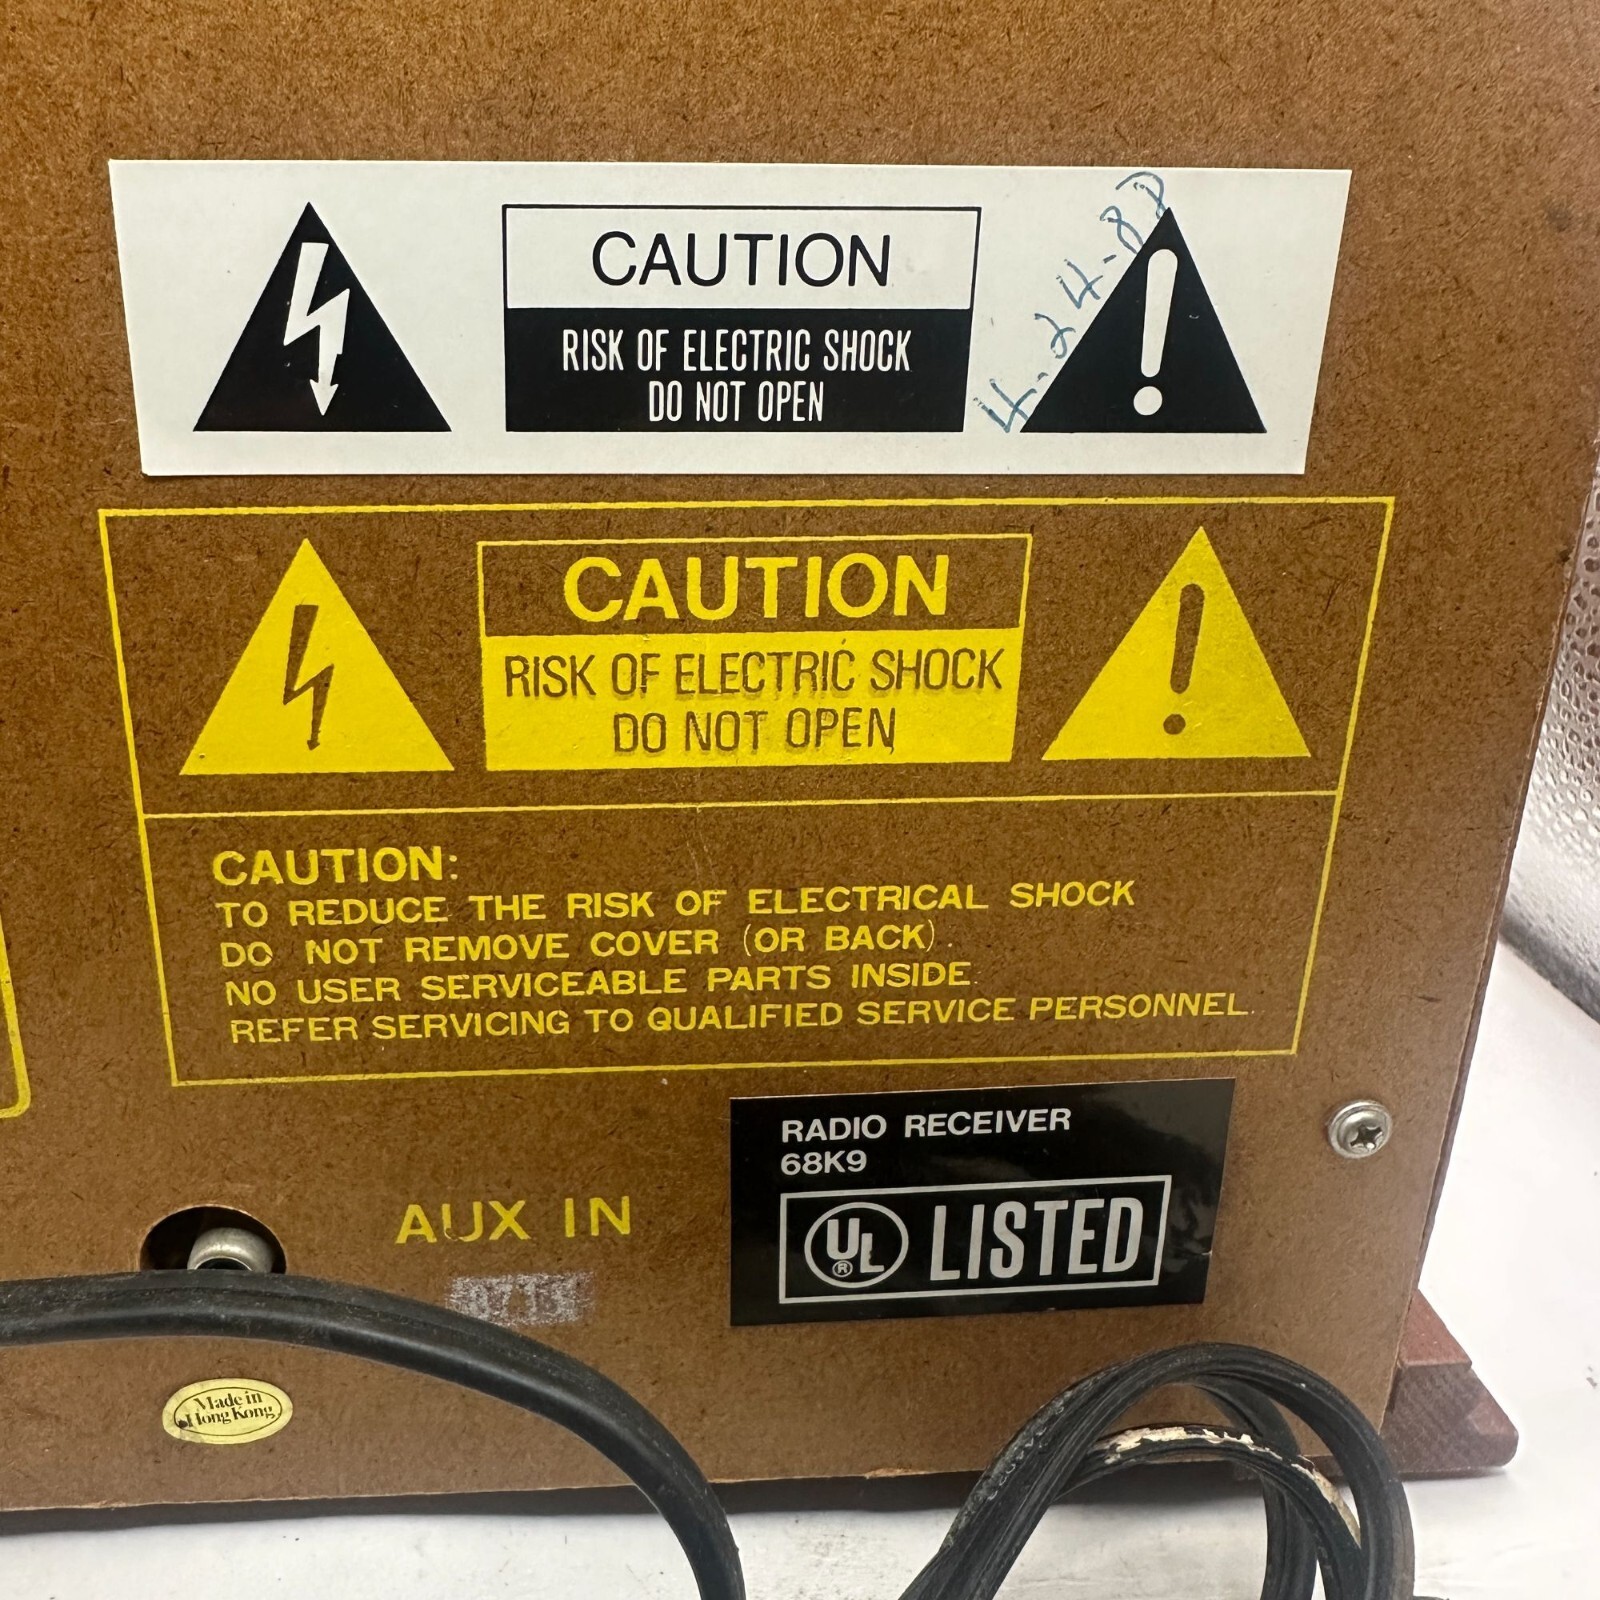 CAUTION
RISK OF ELECTRIC SHOCK
DO NOT OPEN
CAUTION
RISK OF ELECTRIC SHOCK
DO NOT OPEN
CAUTION:
TO REDUCE THE RISK OF ELECTRICAL SHOCK
DO NOT REMOVE COVER (OR BACK).
NO USER SERVICEABLE PARTS INSIDE.
REFER SERVICING TO QUALIFIED SERVICE PERSONNEL.
RADIO RECEIVER
68K9
UL® LISTED
AUX IN
Made in
Hong Kong